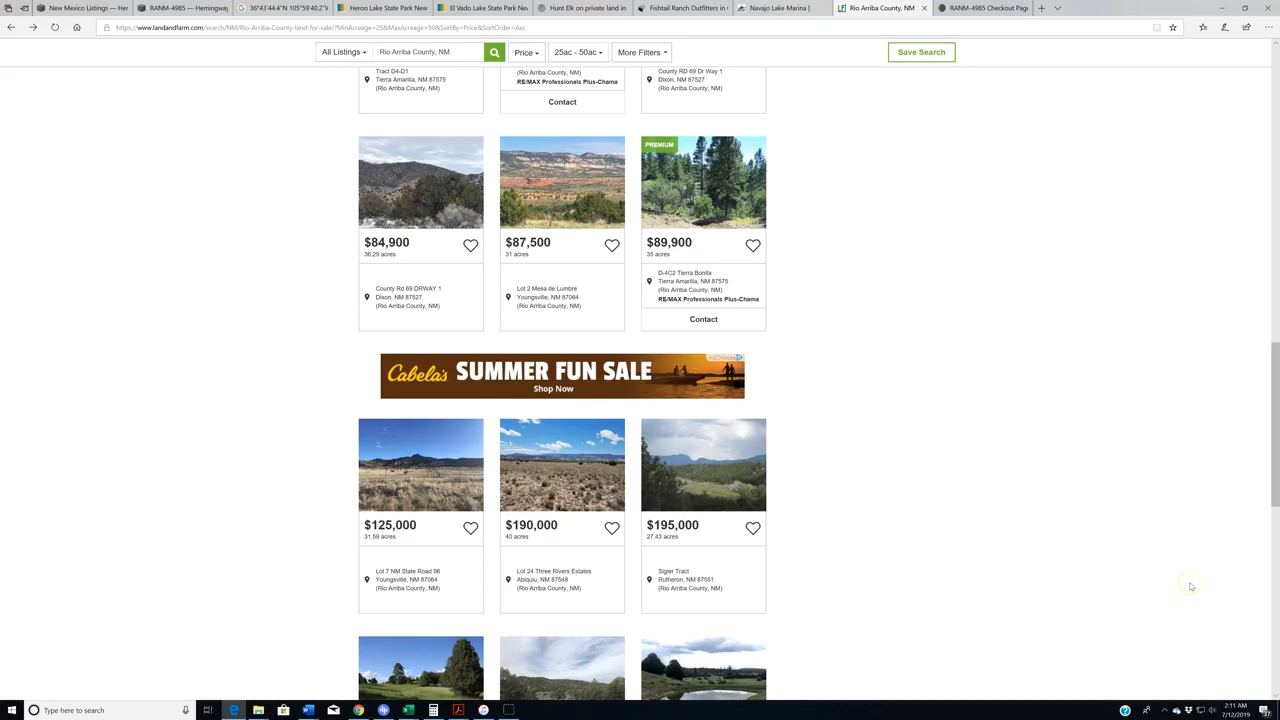 New Mexico Listings — Her
RANM-4985 — Hemingway
36°43'44.4"N 105°59'40.2"V
Heron Lake State Park New
El Vado Lake State Park Nev
Hunt Elk on private land in
Fishtail Ranch Outfitters in
Navajo Lake Marina |
Rio Arriba County, NM
RANM-4985 Checkout Page
https://www.landandfarm.com/search/NM/Rio-Arriba-County-land-for-sale/?MinAcreage=25&MaxAcreage=50&SortBy=Price&SortOrder=Asc
All Listings
Rio Arriba County, NM
Price
25ac - 50ac
More Filters
Save Search
Tract D4-D1
Tierra Amarilla, NM 87575
(Rio Arriba County, NM)
(Rio Arriba County, NM)
RE/MAX Professionals Plus-Chama
Contact
County RD 69 Dr Way 1
Dixon, NM 87527
(Rio Arriba County, NM)
$84,900
36.29 acres
County Rd 69 DRWAY 1
Dixon, NM 87527
(Rio Arriba County, NM)
$87,500
31 acres
Lot 2 Mesa de Lumbre
Youngsville, NM 87064
(Rio Arriba County, NM)
PREMIUM
$89,900
35 acres
D-4C2 Tierra Bonita
Tierra Amarilla, NM 87575
(Rio Arriba County, NM)
RE/MAX Professionals Plus-Chama
Contact
Cabela's SUMMER FUN SALE
Shop Now
$125,000
31.59 acres
Lot 7 NM State Road 96
Youngsville, NM 87064
(Rio Arriba County, NM)
$190,000
40 acres
Lot 24 Three Rivers Estates
Abiquiu, NM 87548
(Rio Arriba County, NM)
$195,000
27.43 acres
Sigler Tract
Rutheron, NM 87551
(Rio Arriba County, NM)
Type here to search
2:11 AM
7/12/2019